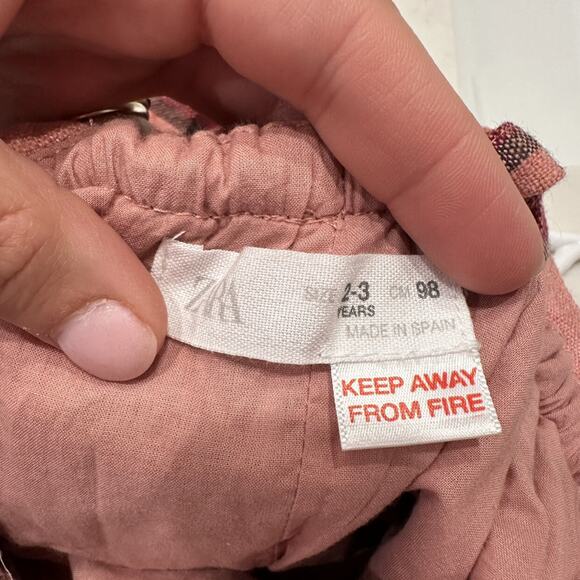 ZARA
SIZE 2-3 CM 98
YEARS
MADE IN SPAIN
KEEP AWAY
FROM FIRE